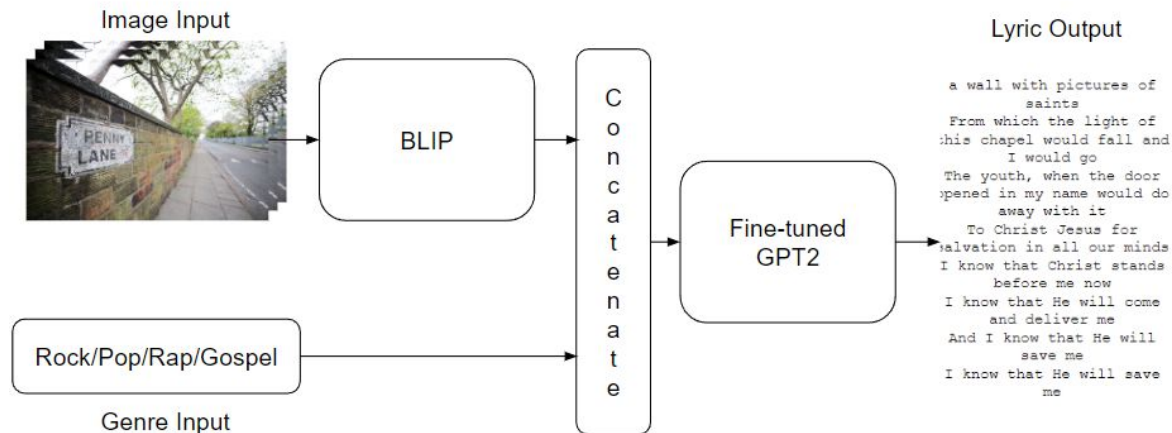 Image Input
PENNY
LANE
BLIP
Concatenate
Fine-tuned
GPT2
Rock/Pop/Rap/Gospel
Genre Input
Lyric Output
a wall with pictures of
saints
From which the light of
this chapel would fall and
I would go
The youth, when the door
opened in my name would do
away with it
To Christ Jesus for
salvation in all our minds
I know that Christ stands
before me now
I know that He will come
and deliver me
And I know that He will
save me
I know that He will save
me